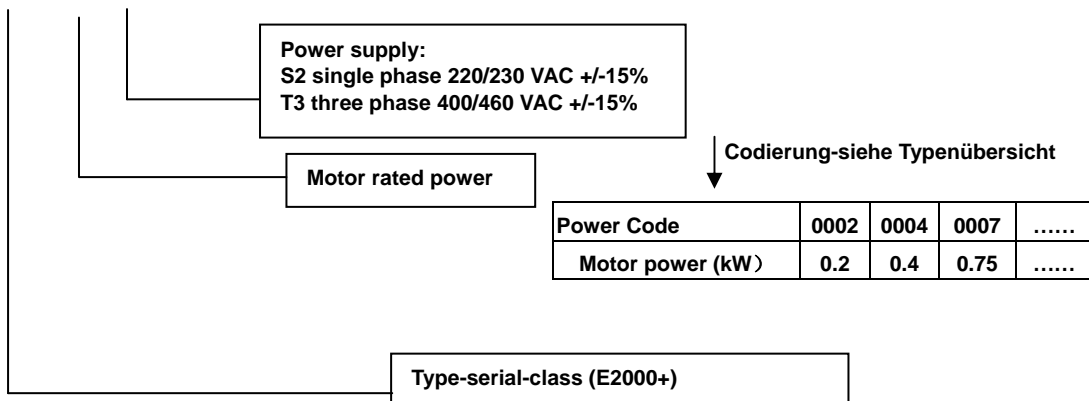 Power supply:
S2 single phase 220/230 VAC +/-15%
T3 three phase 400/460 VAC +/-15%
Codierung-siehe Typenübersicht
Motor rated power
Power Code 0002 0004 0007 ……
Motor power (kW） 0.2 0.4 0.75 ……
Type-serial-class (E2000+)